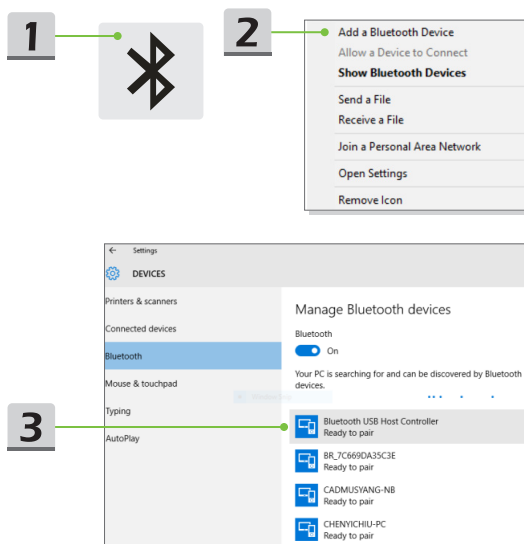 1
2
Add a Bluetooth Device
Allow a Device to Connect
Show Bluetooth Devices
Send a File
Receive a File
Join a Personal Area Network
Open Settings
Remove Icon
Settings
DEVICES
Printers & scanners
Connected devices
Bluetooth
Mouse & touchpad
Typing
AutoPlay
Manage Bluetooth devices
Bluetooth
On
Your PC is searching for and can be discovered by Bluetooth
devices.
3
Bluetooth USB Host Controller
Ready to pair
BR_7C669DA35C3E
Ready to pair
CADMUSYANG-NB
Ready to pair
CHENYICHIU-PC
Ready to pair